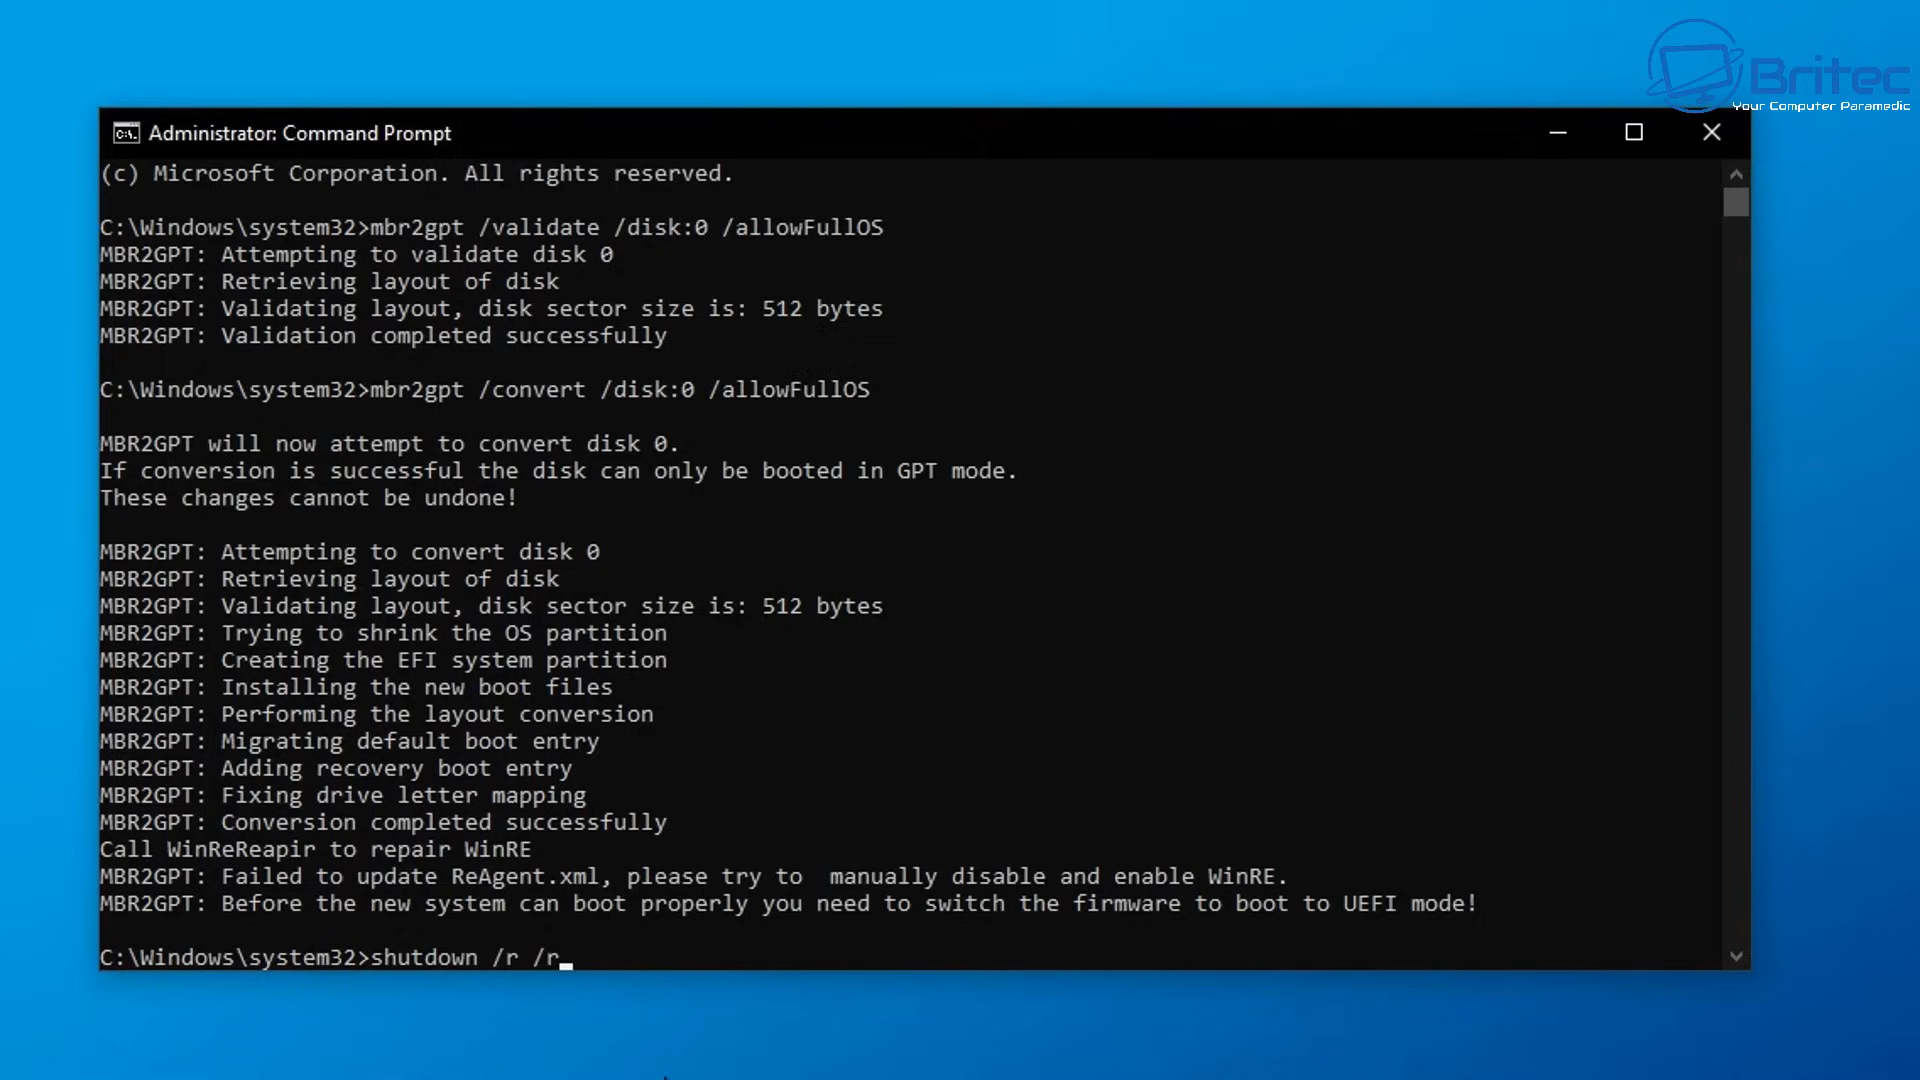 Britec
Your Computer Paramedic
Administrator: Command Prompt
(c) Microsoft Corporation. All rights reserved.
C:\Windows\system32>mbr2gpt /validate /disk:0 /allowFullOS
MBR2GPT: Attempting to validate disk 0
MBR2GPT: Retrieving layout of disk
MBR2GPT: Validating layout, disk sector size is: 512 bytes
MBR2GPT: Validation completed successfully
C:\Windows\system32>mbr2gpt /convert /disk:0 /allowFullOS
MBR2GPT will now attempt to convert disk 0.
If conversion is successful the disk can only be booted in GPT mode.
These changes cannot be undone!
MBR2GPT: Attempting to convert disk 0
MBR2GPT: Retrieving layout of disk
MBR2GPT: Validating layout, disk sector size is: 512 bytes
MBR2GPT: Trying to shrink the OS partition
MBR2GPT: Creating the EFI system partition
MBR2GPT: Installing the new boot files
MBR2GPT: Performing the layout conversion
MBR2GPT: Migrating default boot entry
MBR2GPT: Adding recovery boot entry
MBR2GPT: Fixing drive letter mapping
MBR2GPT: Conversion completed successfully
Call WinReReapir to repair WinRE
MBR2GPT: Failed to update ReAgent.xml, please try to  manually disable and enable WinRE.
MBR2GPT: Before the new system can boot properly you need to switch the firmware to boot to UEFI mode!
C:\Windows\system32>shutdown /r /r_